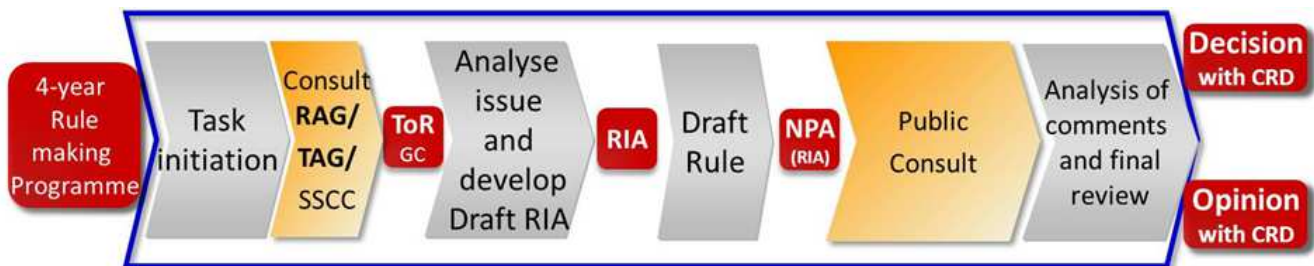 4-year
Rule
making
Programme
Task
initiation
Consult
RAG/
TAG/
SSCC
ToR
GC
Analyse
issue
and
develop
Draft RIA
RIA
Draft
Rule
NPA
(RIA)
Public
Consult
Analysis of
comments
and final
review
Decision
with CRD
Opinion
with CRD